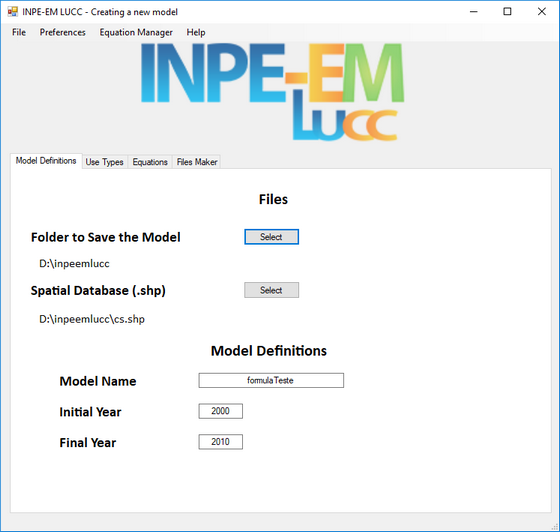 INPE-EM LUCC - Creating a new model
File Preferences Equation Manager Help
INPE-EM
Lucc
Model Definitions Use Types Equations Files Maker
Files
Folder to Save the Model Select
D:\inpeemlucc
Spatial Database (.shp) Select
D:\inpeemlucc\cs.shp
Model Definitions
Model Name formulaTeste
Initial Year 2000
Final Year 2010